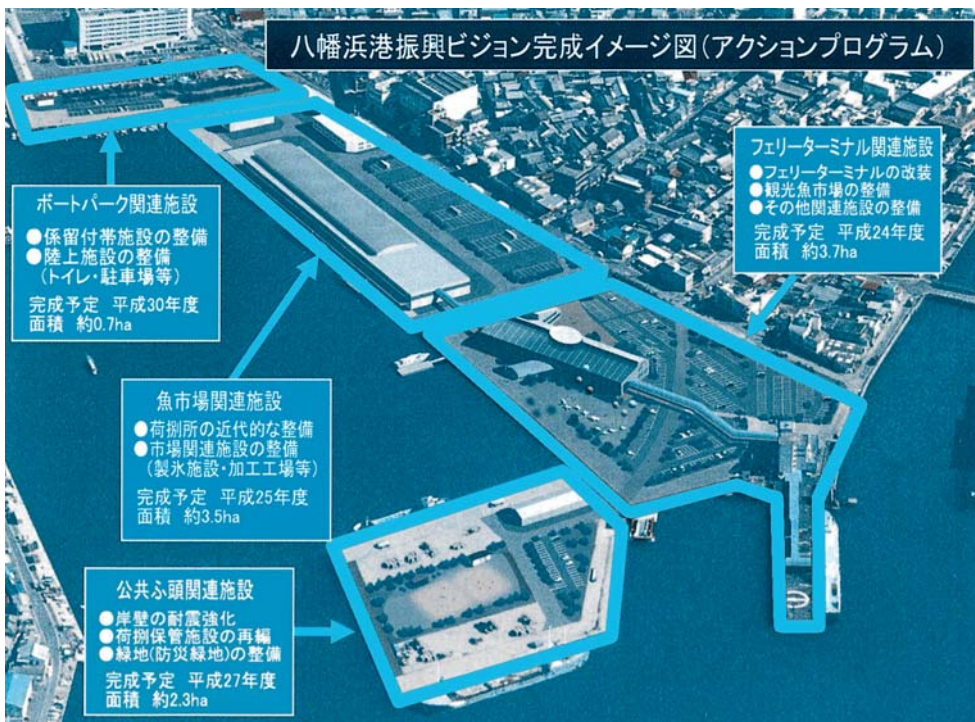 八幡浜港振興ビジョン完成イメージ図(アクションプログラム)
フェリーターミナル関連施設
●フェリーターミナルの改装
●観光魚市場の整備
●その他関連施設の整備
完成予定 平成24年度
面積 約3.7ha
ボートパーク関連施設
●係留付帯施設の整備
●陸上施設の整備
(トイレ・駐車場等)
完成予定 平成30年度
面積 約0.7ha
魚市場関連施設
●荷捌所の近代的な整備
●市場関連施設の整備
(製氷施設・加工工場等)
完成予定 平成25年度
面積 約3.5ha
公共ふ頭関連施設
●岸壁の耐震強化
●荷捌保管施設の再編
●緑地(防災緑地)の整備
完成予定 平成27年度
面積 約2.3ha